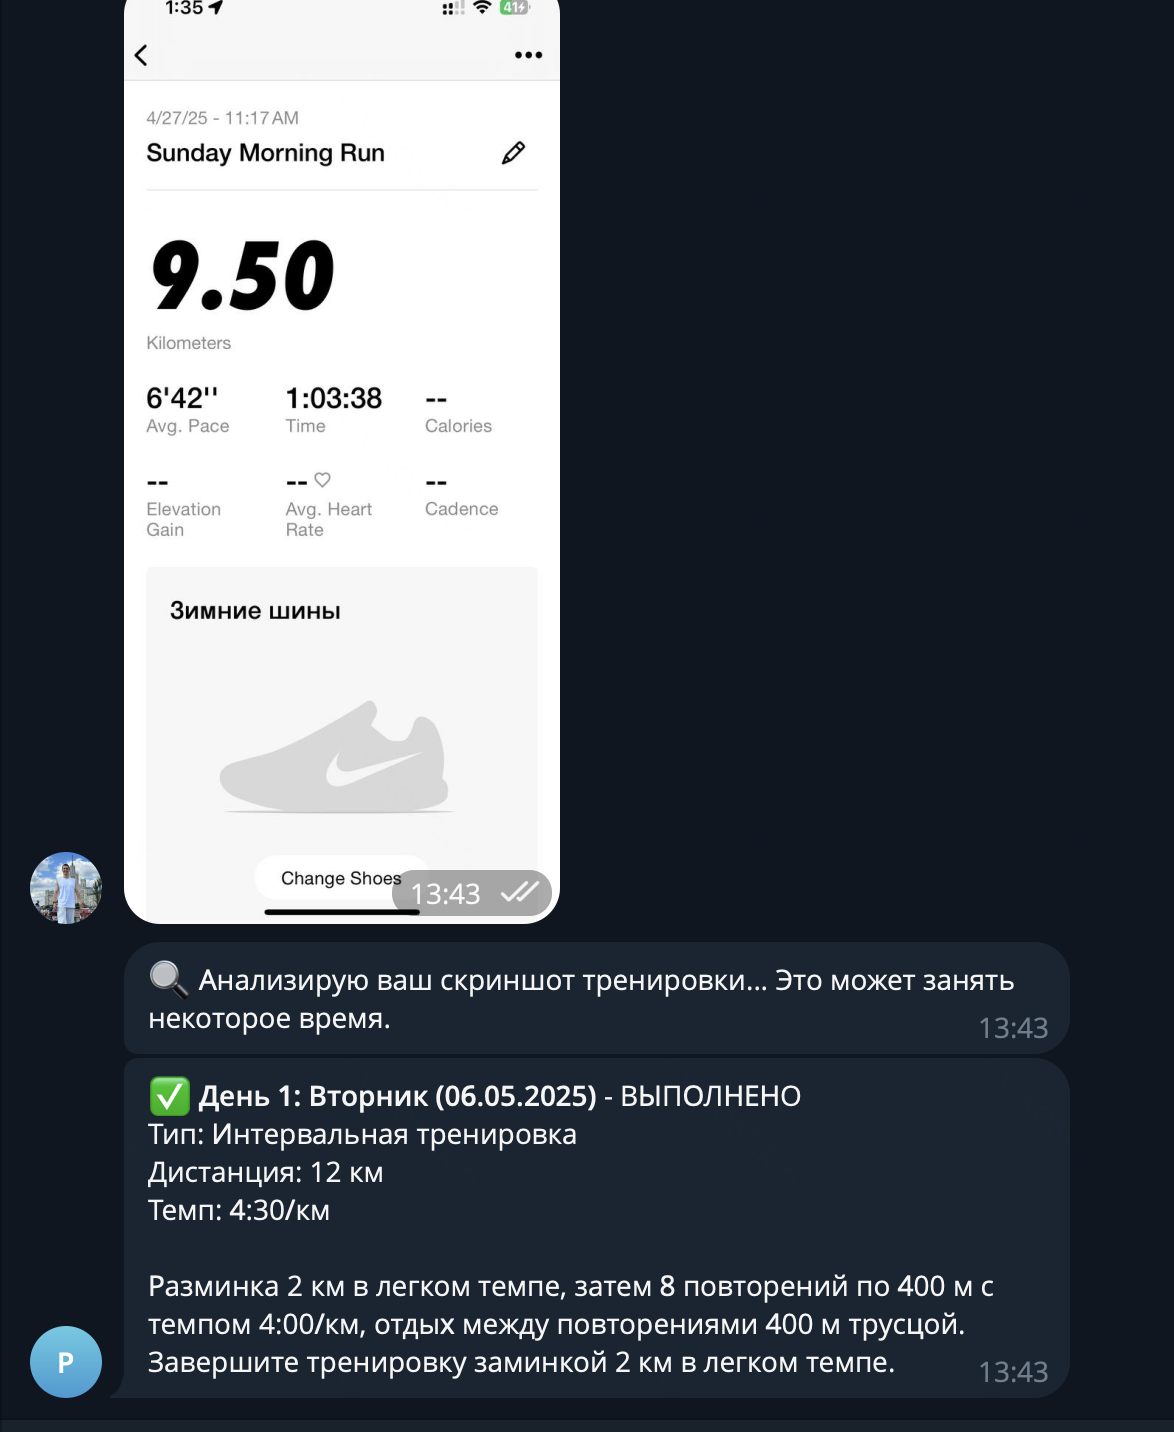 1:35
41
4/27/25 - 11:17 AM
Sunday Morning Run
9.50
Kilometers
6'42'' 1:03:38 --
Avg. Pace Time Calories
-- -- --
Elevation Gain Avg. Heart Rate Cadence
Зимние шины
Change Shoes
13:43
Анализирую ваш скриншот тренировки... Это может занять
некоторое время.
13:43
День 1: Вторник (06.05.2025) - ВЫПОЛНЕНО
Тип: Интервальная тренировка
Дистанция: 12 км
Темп: 4:30/км
Разминка 2 км в легком темпе, затем 8 повторений по 400 м с
темпом 4:00/км, отдых между повторениями 400 м трусцой.
Завершите тренировку заминкой 2 км в легком темпе.
13:43
P